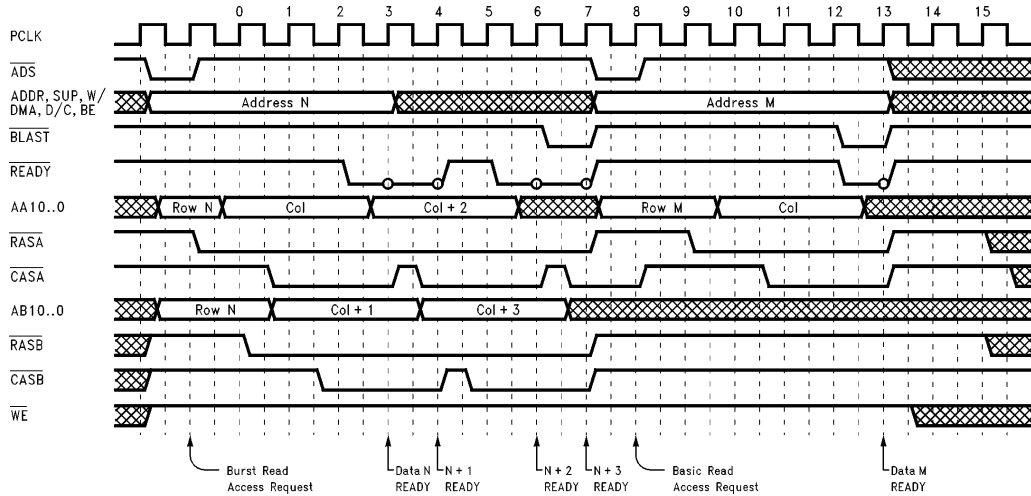 0 1 2 3 4 5 6 7 8 9 10 11 12 13 14 15
PCLK
ADS
ADDR, SUP, W/
DMA, D/C, BE
Address N
Address M
BLAST
READY
AA10..0
Row N
Col
Col + 2
Row M
Col
RASA
CASA
AB10..0
Row N
Col + 1
Col + 3
RASB
CASB
WE
Burst Read
Access Request
Data N
READY
N + 1
READY
N + 2
READY
N + 3
READY
Basic Read
Access Request
Data M
READY